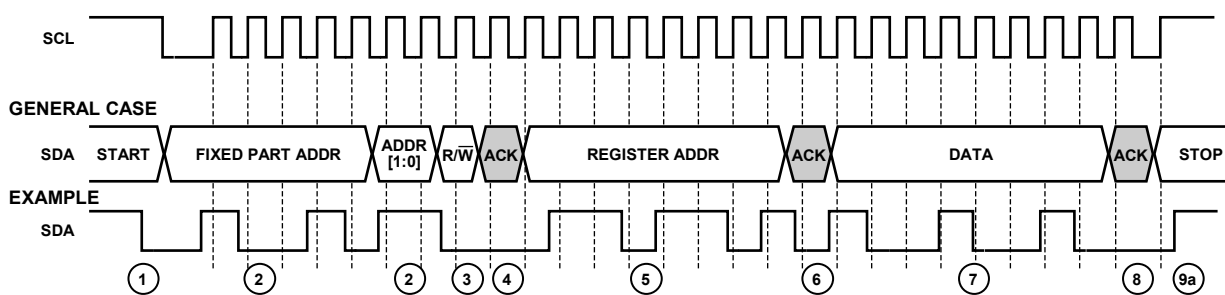 SCL
GENERAL CASE
SDA START FIXED PART ADDR ADDR [1:0] R/W̅ ACK REGISTER ADDR ACK DATA ACK STOP
EXAMPLE
SDA
1 2 2 3 4 5 6 7 8 9a